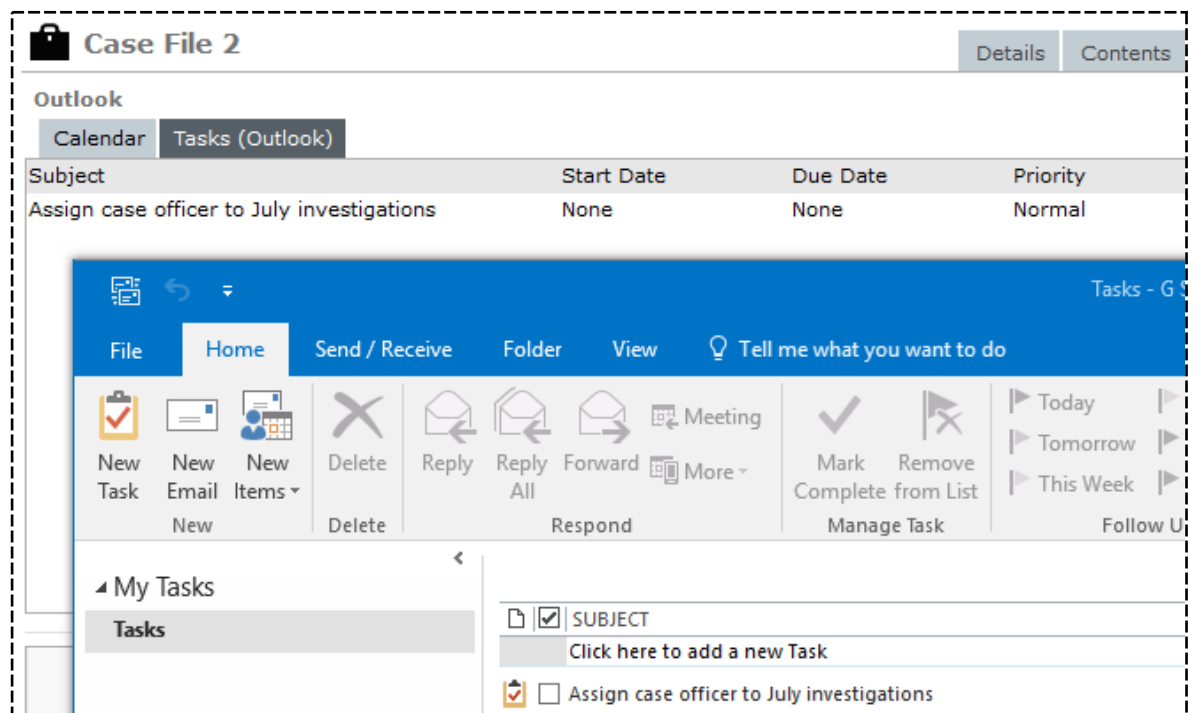 Case File 2
Details Contents
Outlook
Calendar Tasks (Outlook)
Subject Start Date Due Date Priority
Assign case officer to July investigations None None Normal
Tasks - G S
File Home Send / Receive Folder View Tell me what you want to do
New Task
New Email
New Items
Delete
Reply
Reply All
Forward
Meeting
More
Mark Complete
Remove from List
Today
Tomorrow
This Week
New Delete Respond Manage Task Follow U
My Tasks
Tasks
SUBJECT
Click here to add a new Task
Assign case officer to July investigations